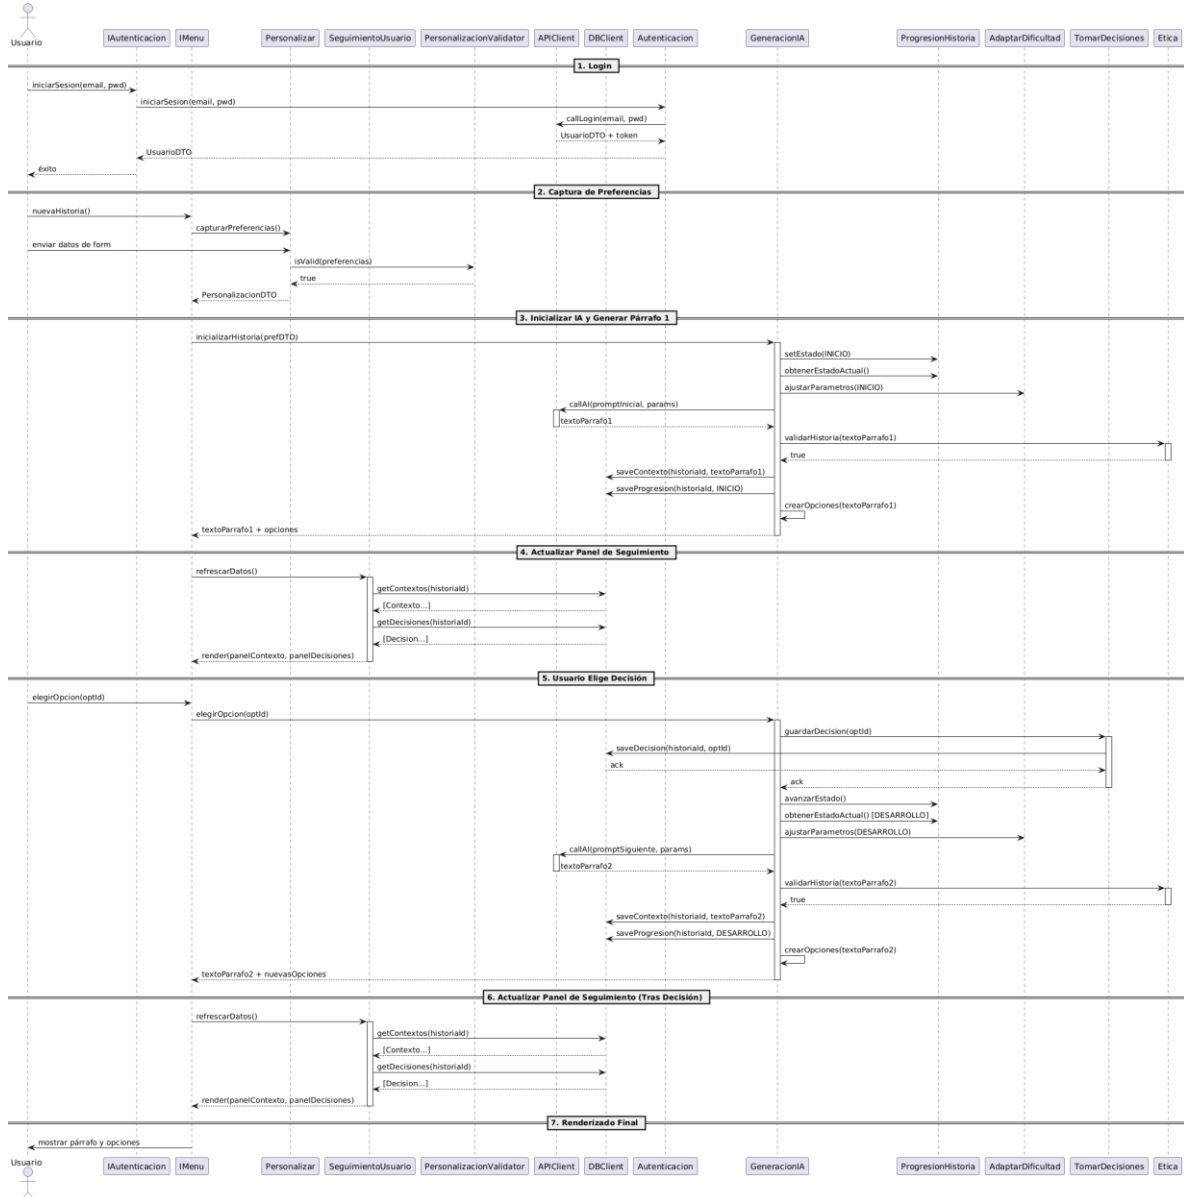 Usuario
IAutenticacion
IMenu
Personalizar
SeguimientoUsuario
PersonalizacionValidator
APIClient
DBClient
Autenticacion
GeneracionIA
ProgresionHistoria
AdaptarDificultad
TomarDecisiones
Etica
1. Login
iniciarSesion(email, pwd)
iniciarSesion(email, pwd)
callLogin(email, pwd)
UsuarioDTO + token
UsuarioDTO
éxito
2. Captura de Preferencias
nuevaHistoria()
capturarPreferencias()
enviar datos de form
isValid(preferencias)
true
PersonalizacionDTO
3. Inicializar IA y Generar Párrafo 1
inicializarHistoria(prefDTO)
setEstado(INICIO)
obtenerEstadoActual()
ajustarParametros(INICIO)
callAI(promptInicial, params)
textoParrafo1
validarHistoria(textoParrafo1)
true
saveContexto(historiaId, textoParrafo1)
saveProgresion(historiaId, INICIO)
crearOpciones(textoParrafo1)
textoParrafo1 + opciones
4. Actualizar Panel de Seguimiento
refrescarDatos()
getContextos(historiaId)
[Contexto...]
getDecisiones(historiaId)
[Decision...]
render(panelContexto, panelDecisiones)
5. Usuario Elige Decisión
elegirOpcion(optId)
elegirOpcion(optId)
guardarDecision(optId)
saveDecision(historiaId, optId)
ack
ack
avanzarEstado()
obtenerEstadoActual() [DESARROLLO]
ajustarParametros(DESARROLLO)
callAI(promptSiguiente, params)
textoParrafo2
validarHistoria(textoParrafo2)
true
saveContexto(historiaId, textoParrafo2)
saveProgresion(historiaId, DESARROLLO)
crearOpciones(textoParrafo2)
textoParrafo2 + nuevasOpciones
6. Actualizar Panel de Seguimiento (Tras Decisión)
refrescarDatos()
getContextos(historiaId)
[Contexto...]
getDecisiones(historiaId)
[Decision...]
render(panelContexto, panelDecisiones)
7. Renderizado Final
mostrar párrafo y opciones
Usuario
IAutenticacion
IMenu
Personalizar
SeguimientoUsuario
PersonalizacionValidator
APIClient
DBClient
Autenticacion
GeneracionIA
ProgresionHistoria
AdaptarDificultad
TomarDecisiones
Etica